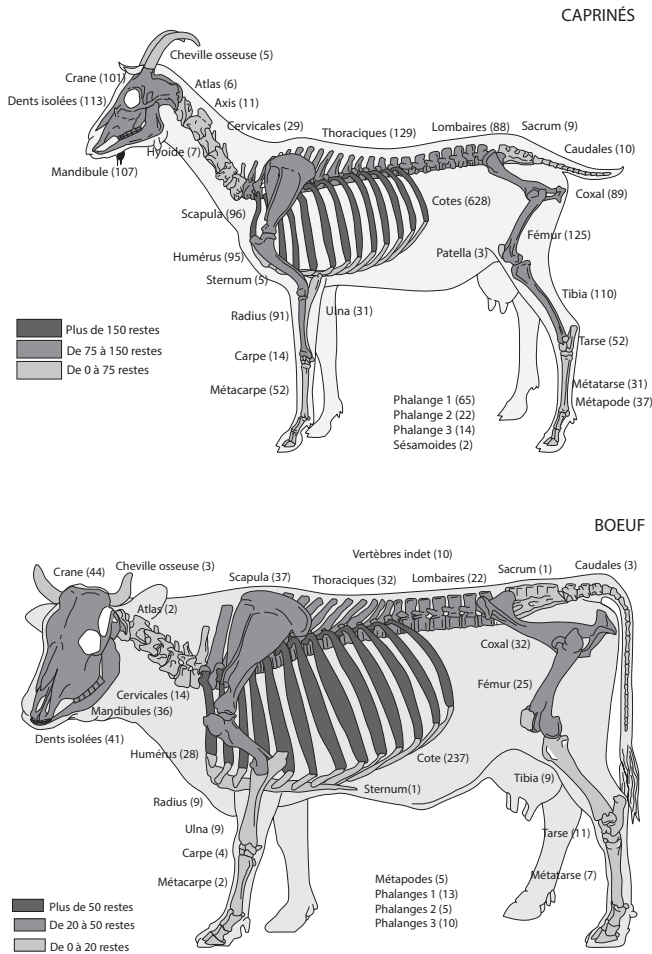 CAPRINÉS
Cheville osseuse (5)
Crane (101)
Atlas (6)
Dents isolées (113)
Axis (11)
Cervicales (29)
Thoraciques (129)
Lombaires (88)
Sacrum (9)
Caudales (10)
Hyoide (7)
Mandibule (107)
Coxal (89)
Scapula (96)
Cotes (628)
Fémur (125)
Humérus (95)
Patella (3)
Sternum (5)
Tibia (110)
Radius (91)
Ulna (31)
Plus de 150 restes
De 75 à 150 restes
De 0 à 75 restes
Tarse (52)
Carpe (14)
Métacarpe (52)
Métatarse (31)
Métapode (37)
Phalange 1 (65)
Phalange 2 (22)
Phalange 3 (14)
Sésamoides (2)
BOEUF
Vertèbres indet (10)
Crane (44)
Cheville osseuse (3)
Scapula (37)
Thoraciques (32)
Lombaires (22)
Sacrum (1)
Caudales (3)
Atlas (2)
Coxal (32)
Cervicales (14)
Fémur (25)
Mandibules (36)
Dents isolées (41)
Humérus (28)
Cote (237)
Tibia (9)
Sternum(1)
Radius (9)
Ulna (9)
Tarse (11)
Carpe (4)
Métacarpe (2)
Métatarse (7)
Métapodes (5)
Phalanges 1 (13)
Phalanges 2 (5)
Phalanges 3 (10)
Plus de 50 restes
De 20 à 50 restes
De 0 à 20 restes